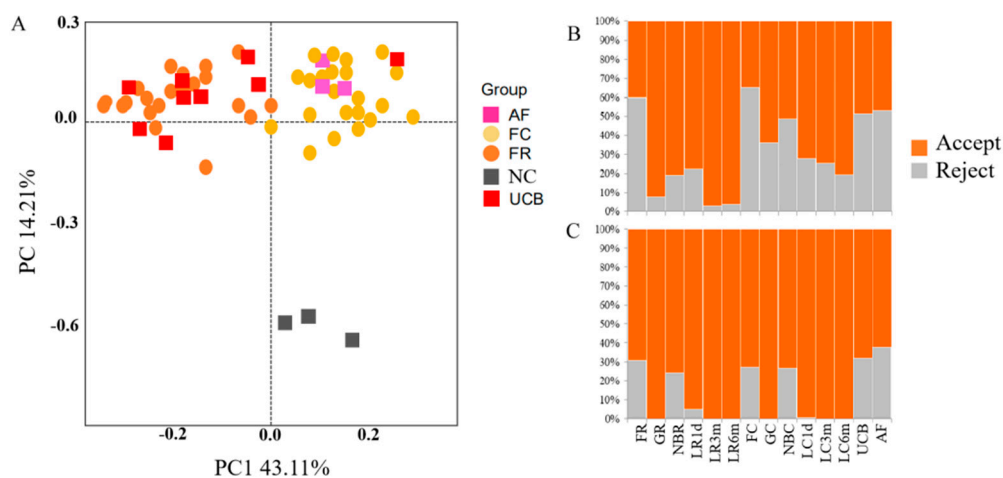 A
0.3
0.0
-0.3
-0.6
PC 14.21%
-0.2
0.0
0.2
PC1 43.11%
Group
AF
FC
FR
NC
UCB
B
100%
90%
80%
70%
60%
50%
40%
30%
20%
10%
0%
C
100%
90%
80%
70%
60%
50%
40%
30%
20%
10%
0%
FR
GR
NBR
LR1d
LR3m
LR6m
FC
GC
NBC
LC1d
LC3m
LC6m
UCB
AF
Accept
Reject